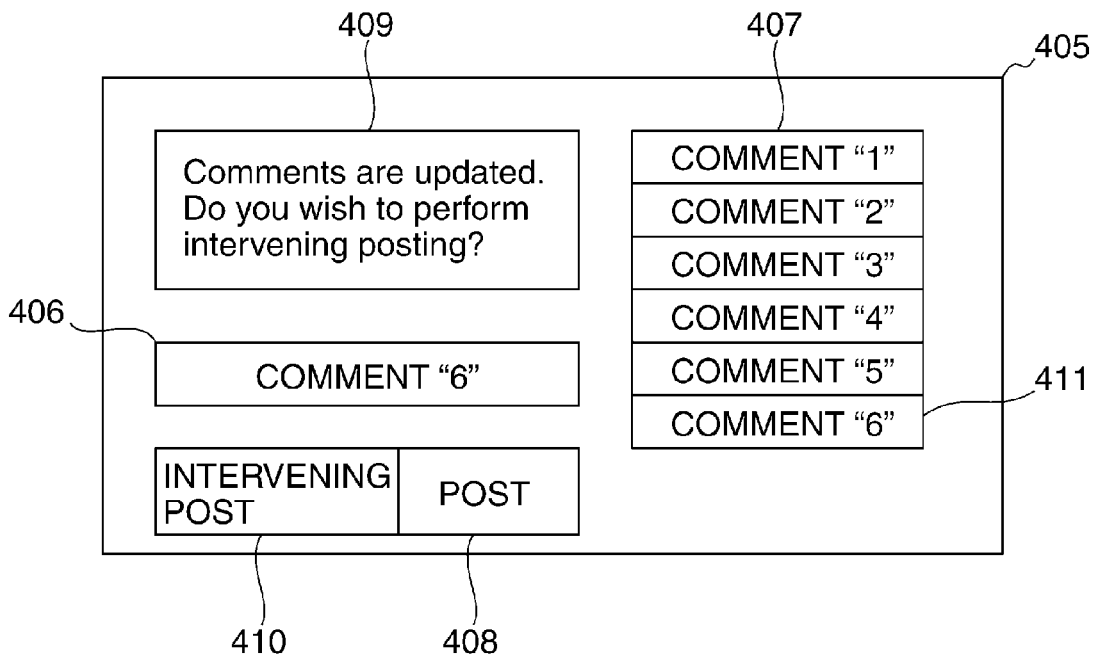 409
407
405
Comments are updated.
Do you wish to perform
intervening posting?
COMMENT “1”
COMMENT “2”
COMMENT “3”
COMMENT “4”
COMMENT “5”
COMMENT “6”
406
COMMENT “6”
411
INTERVENING
POST
POST
410
408